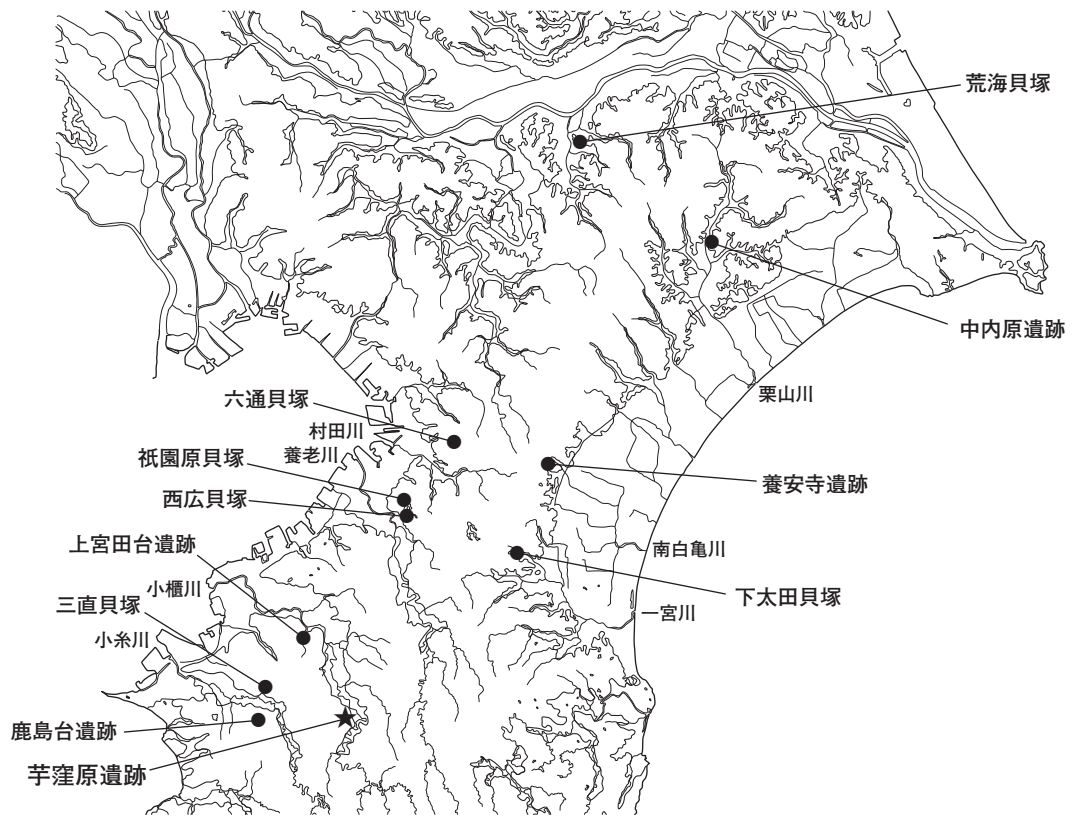 荒海貝塚
中内原遺跡
栗山川
六通貝塚
村田川
養老川
祇園原貝塚
養安寺遺跡
西広貝塚
上宮田台遺跡
南白亀川
小櫃川
下太田貝塚
三直貝塚
一宮川
小糸川
鹿島台遺跡
芋窪原遺跡